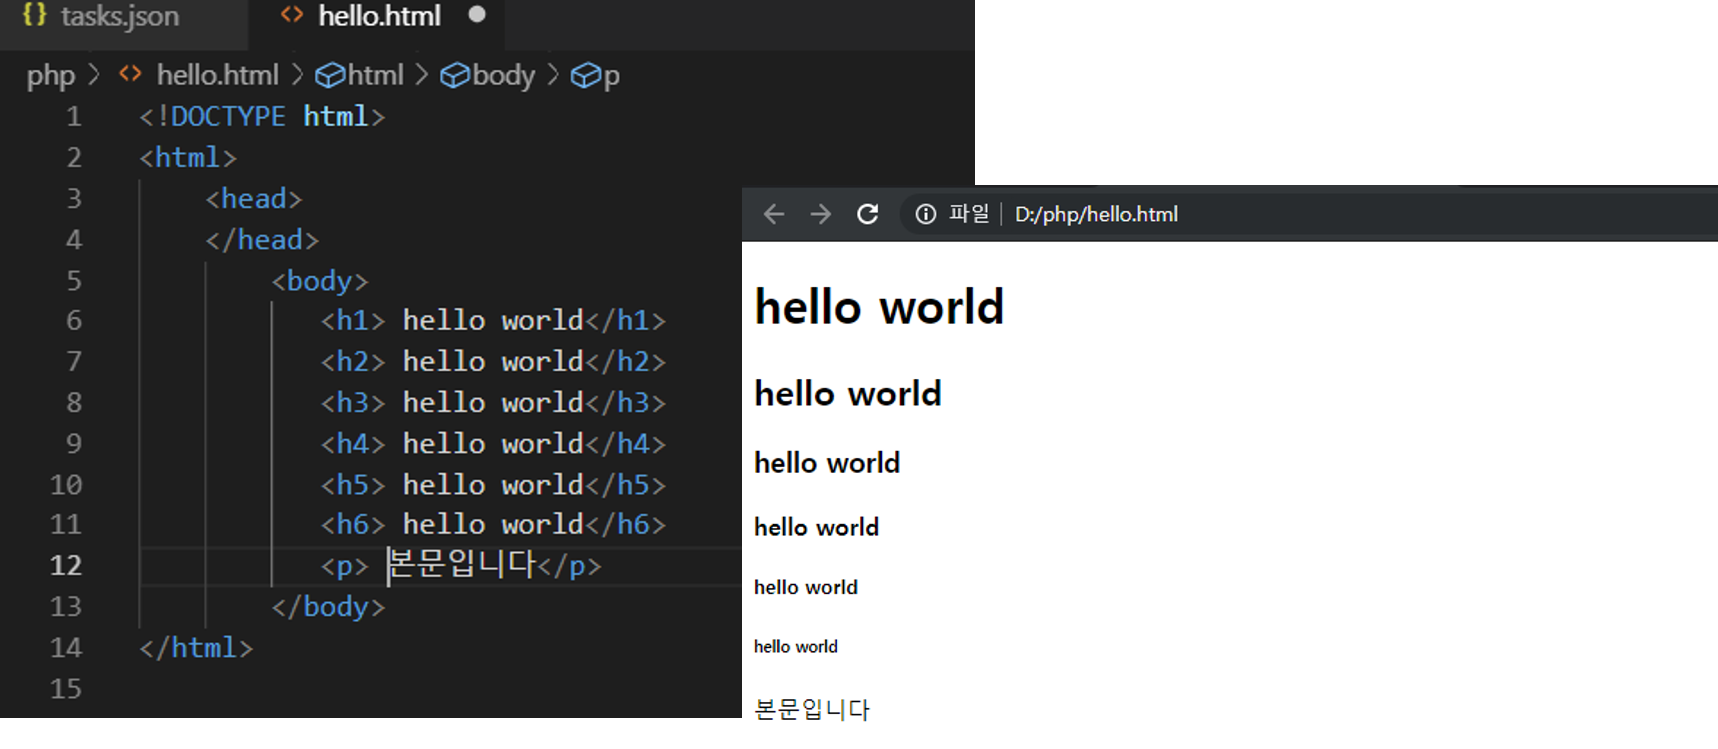 {} tasks.json <> hello.html
php > <> hello.html > html > body > p
1 <!DOCTYPE html>
2 <html>
3 <head>
4 </head>
5 <body>
6 <h1> hello world</h1>
7 <h2> hello world</h2>
8 <h3> hello world</h3>
9 <h4> hello world</h4>
10 <h5> hello world</h5>
11 <h6> hello world</h6>
12 <p> 본문입니다</p>
13 </body>
14 </html>
15
파일 | D:/php/hello.html
hello world
hello world
hello world
hello world
hello world
hello world
본문입니다